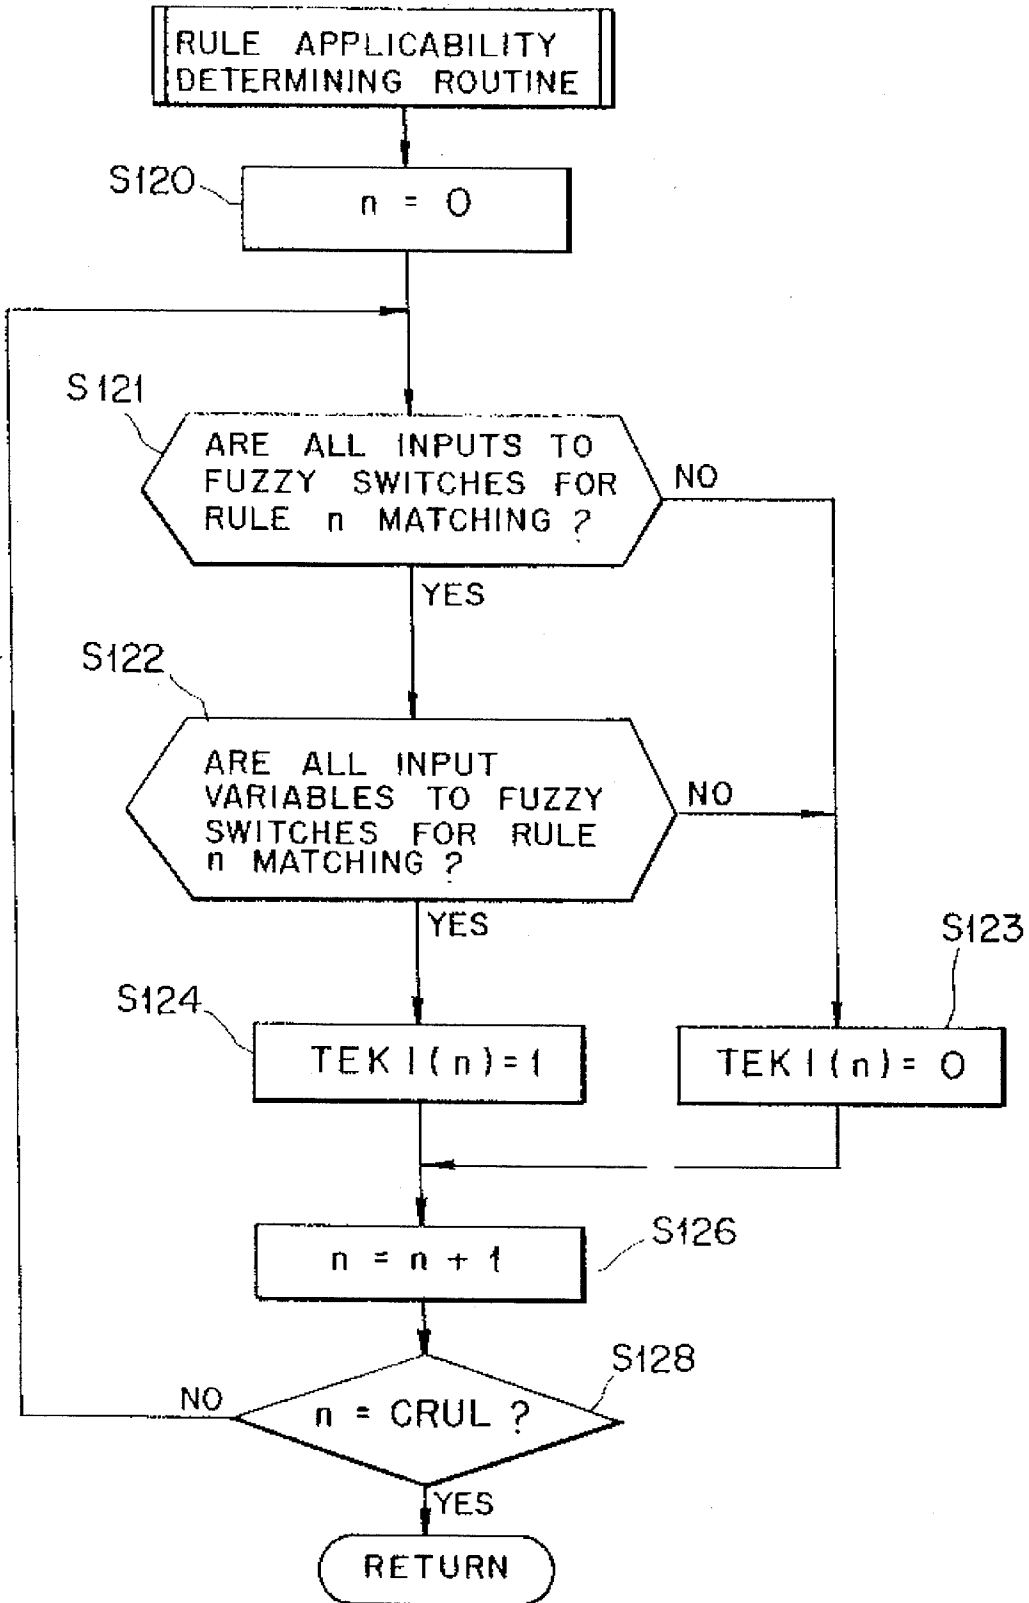 RULE APPLICABILITY
DETERMINING ROUTINE
S120
n = 0
S121
ARE ALL INPUTS TO
FUZZY SWITCHES FOR
RULE n MATCHING ?
NO
YES
S122
ARE ALL INPUT
VARIABLES TO FUZZY
SWITCHES FOR RULE
n MATCHING ?
NO
YES
S123
S124
TEKI(n)=1
TEKI(n)= 0
n = n + 1
S126
S128
n = CRUL ?
NO
YES
RETURN